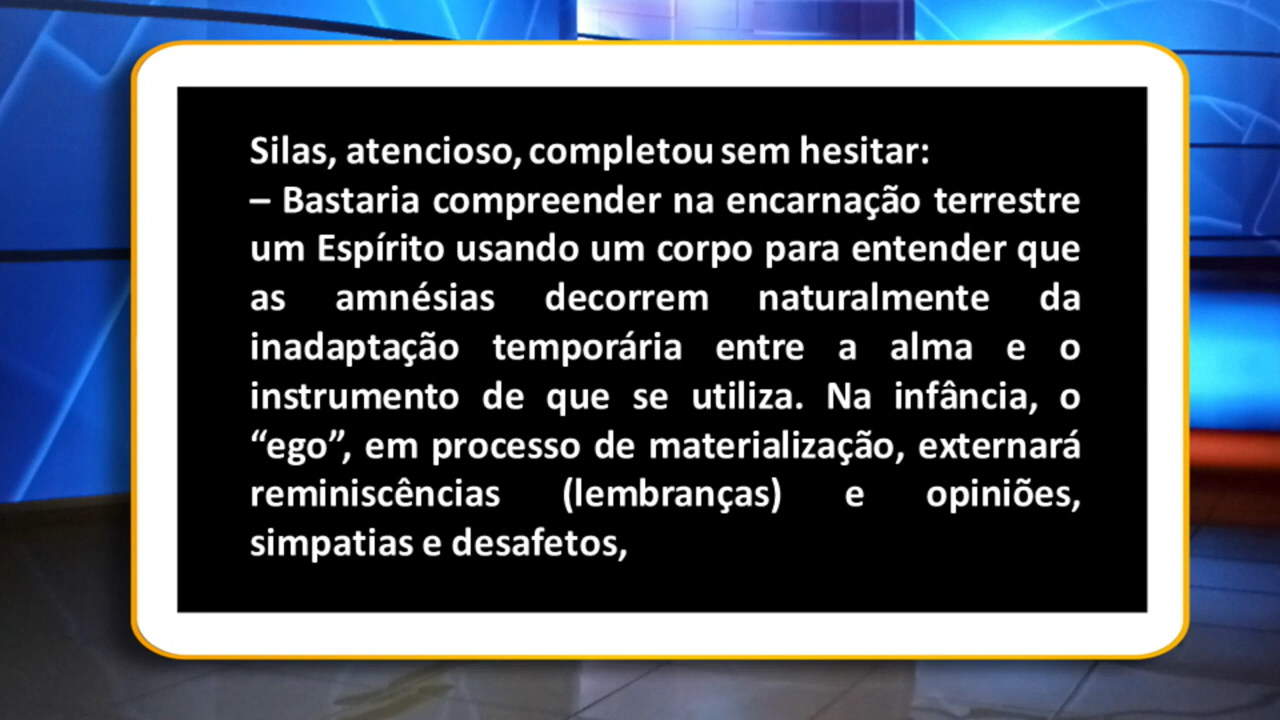 Silas, atencioso, completou sem hesitar:
– Bastaria compreender na encarnação terrestre
um Espírito usando um corpo para entender que
as amnésias decorrem naturalmente da
inadaptação temporária entre a alma e o
instrumento de que se utiliza. Na infância, o
“ego”, em processo de materialização, externará
reminiscências (lembranças) e opiniões,
simpatias e desafetos,